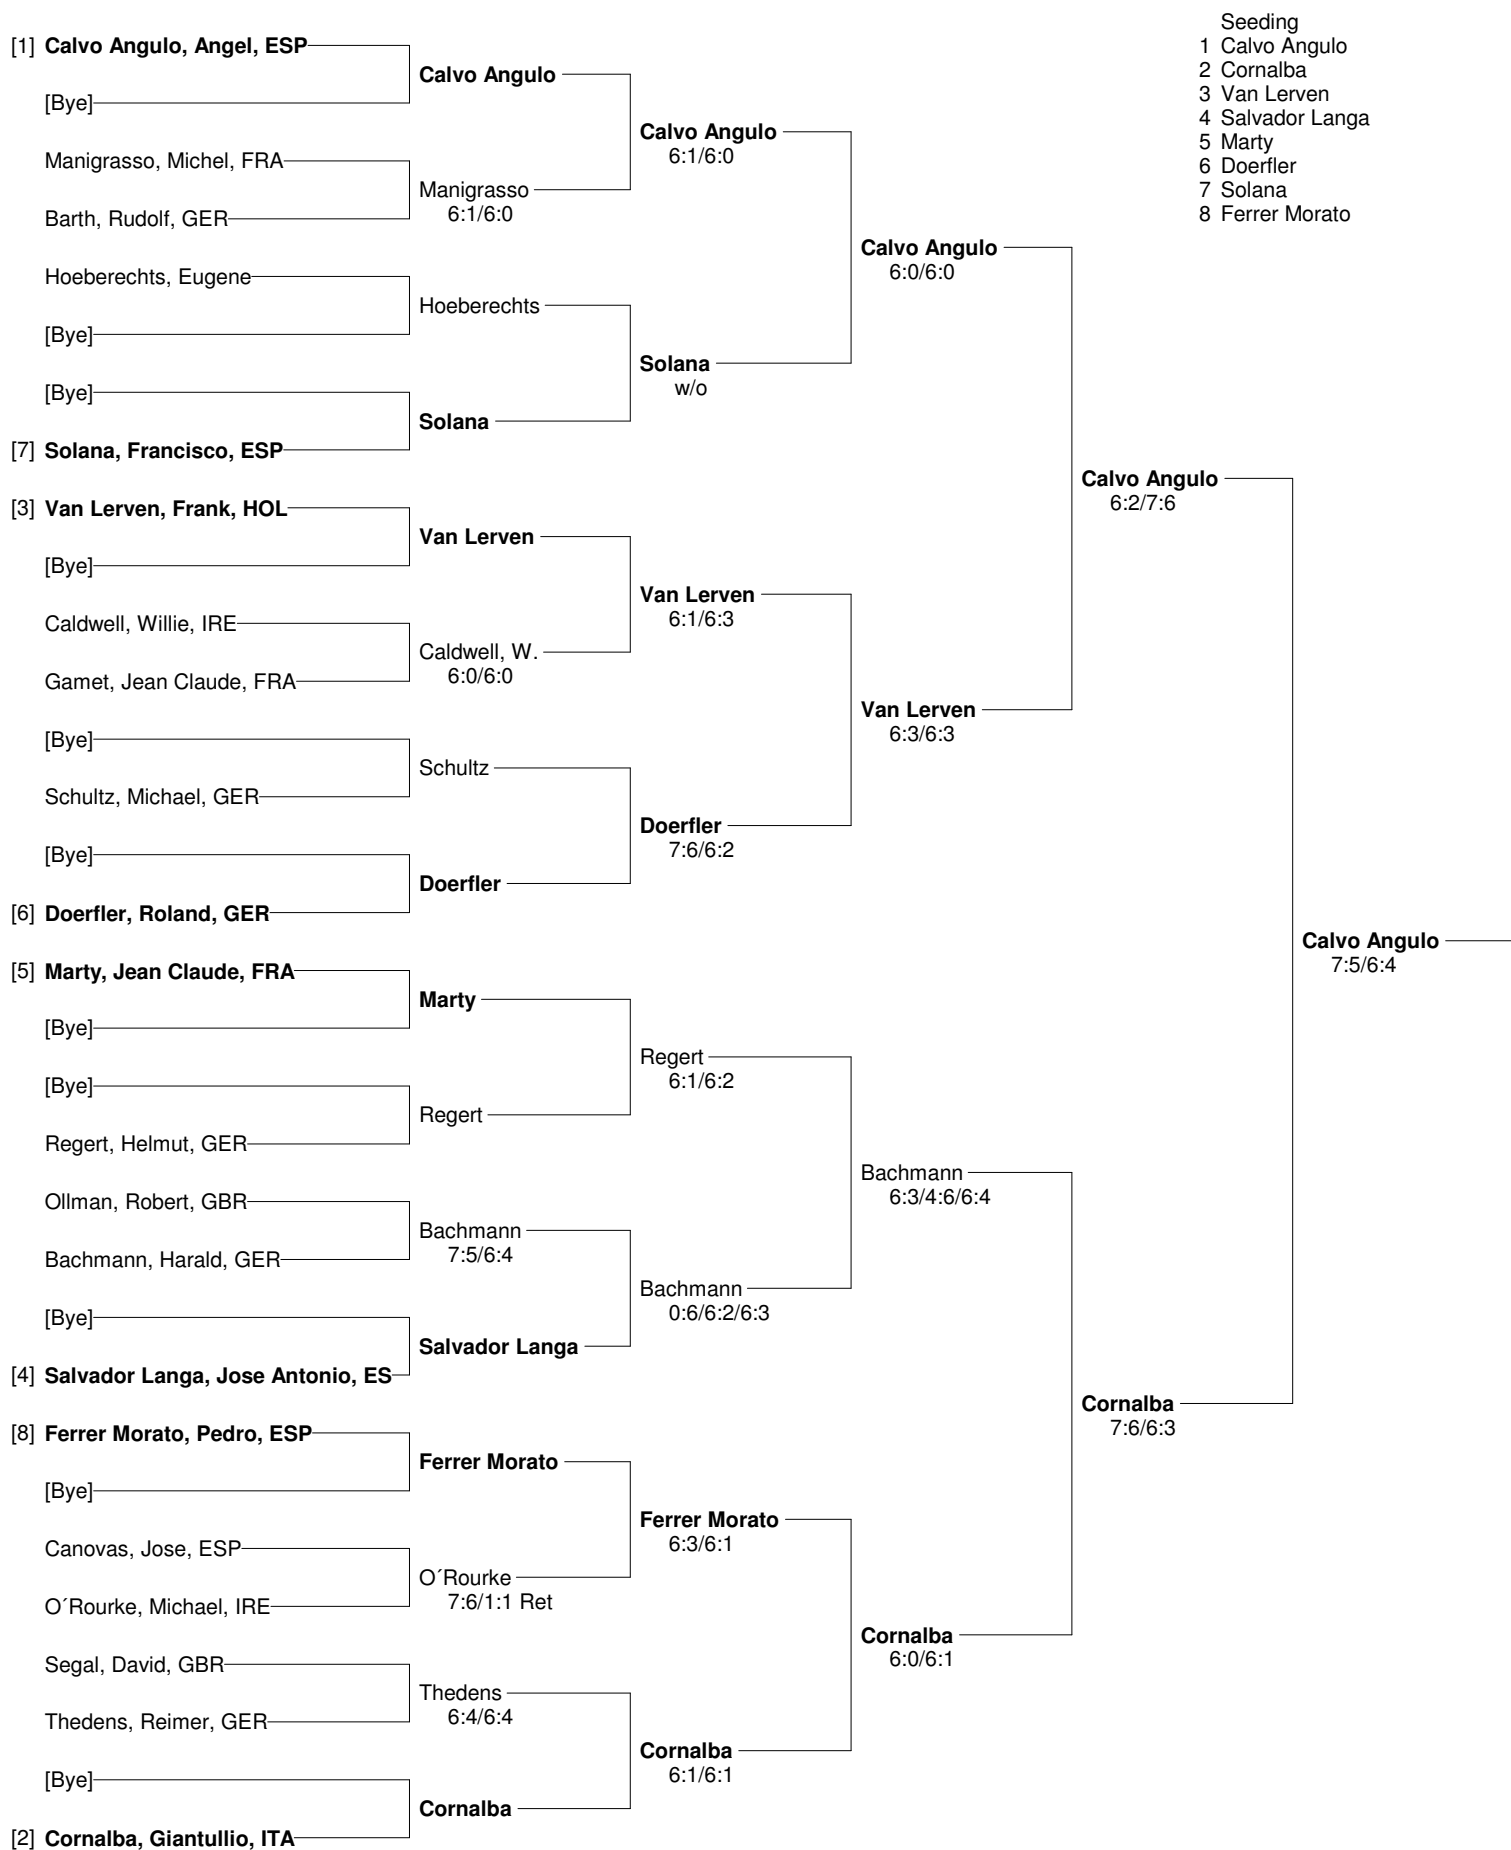 Seeding
1 Calvo Angulo
2 Cornalba
3 Van Lerven
4 Salvador Langa
5 Marty
6 Doerfler
7 Solana
8 Ferrer Morato
[1] Calvo Angulo, Angel, ESP
[Bye]
Manigrasso, Michel, FRA
Barth, Rudolf, GER
Hoeberechts, Eugene
[Bye]
[Bye]
[7] Solana, Francisco, ESP
[3] Van Lerven, Frank, HOL
[Bye]
Caldwell, Willie, IRE
Gamet, Jean Claude, FRA
[Bye]
Schultz, Michael, GER
[Bye]
[6] Doerfler, Roland, GER
[5] Marty, Jean Claude, FRA
[Bye]
[Bye]
Regert, Helmut, GER
Ollman, Robert, GBR
Bachmann, Harald, GER
[Bye]
[4] Salvador Langa, Jose Antonio, ES
[8] Ferrer Morato, Pedro, ESP
[Bye]
Canovas, Jose, ESP
O´Rourke, Michael, IRE
Segal, David, GBR
Thedens, Reimer, GER
[Bye]
[2] Cornalba, Giantullio, ITA
Calvo Angulo
Manigrasso
6:1/6:0
Hoeberechts
Solana
Van Lerven
Caldwell, W.
6:0/6:0
Schultz
Doerfler
Marty
Regert
Bachmann
7:5/6:4
Salvador Langa
Ferrer Morato
O´Rourke
7:6/1:1 Ret
Thedens
6:4/6:4
Cornalba
Calvo Angulo
6:1/6:0
Solana
w/o
Van Lerven
6:1/6:3
Doerfler
7:6/6:2
Regert
6:1/6:2
Bachmann
0:6/6:2/6:3
Ferrer Morato
6:3/6:1
Cornalba
6:1/6:1
Calvo Angulo
6:0/6:0
Van Lerven
6:3/6:3
Bachmann
6:3/4:6/6:4
Cornalba
6:0/6:1
Calvo Angulo
6:2/7:6
Cornalba
7:6/6:3
Calvo Angulo
7:5/6:4